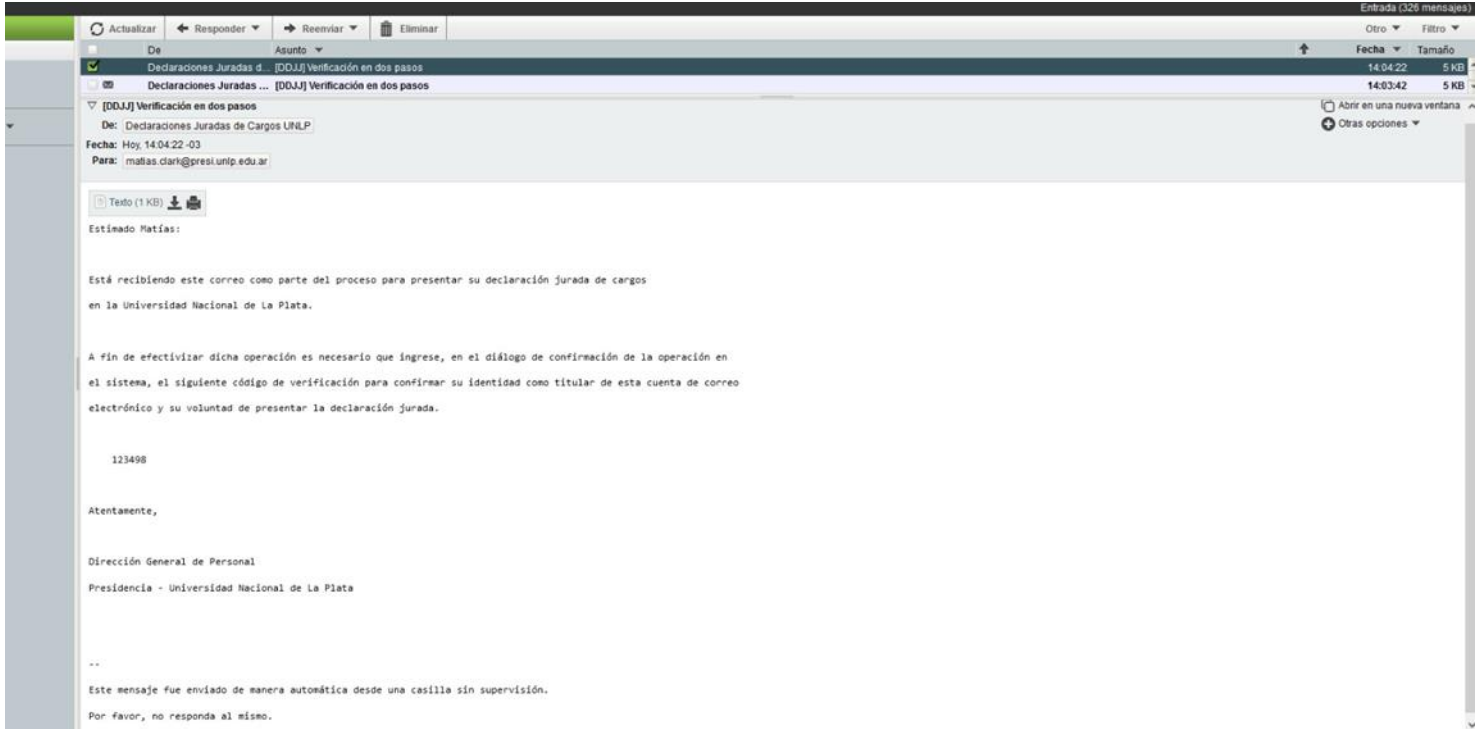 Entrada (326 mensajes)
Actualizar Responder Reenviar Eliminar Otro Filtro
De Asunto Fecha Tamaño
Declaraciones Juradas d... [DDJJ] Verificación en dos pasos 14:04:22 5 KB
Declaraciones Juradas ... [DDJJ] Verificación en dos pasos 14:03:42 5 KB
[DDJJ] Verificación en dos pasos Abrir en una nueva ventana
De: Declaraciones Juradas de Cargos UNLP Otras opciones
Fecha: Hoy, 14:04:22 -03
Para: matias.clark@presi.unlp.edu.ar
Texto (1 KB)
Estimado Matías:
Está recibiendo este correo como parte del proceso para presentar su declaración jurada de cargos
en la Universidad Nacional de La Plata.
A fin de efectivizar dicha operación es necesario que ingrese, en el diálogo de confirmación de la operación en
el sistema, el siguiente código de verificación para confirmar su identidad como titular de esta cuenta de correo
electrónico y su voluntad de presentar la declaración jurada.
123498
Atentamente,
Dirección General de Personal
Presidencia - Universidad Nacional de La Plata
--
Este mensaje fue enviado de manera automática desde una casilla sin supervisión.
Por favor, no responda al mismo.